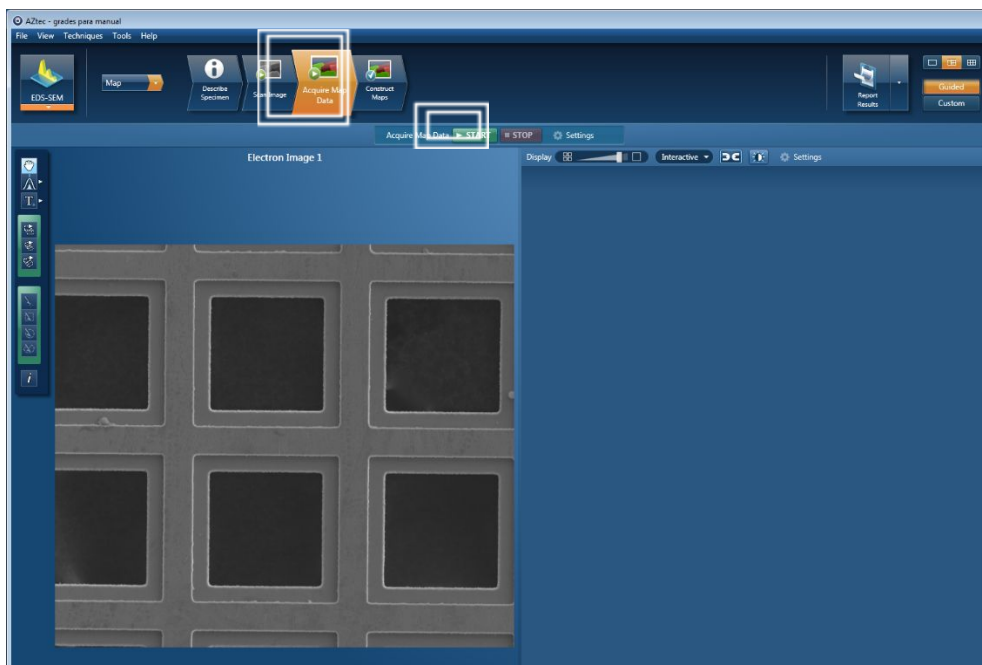 AZtec - grades para manual
File View Techniques Tools Help
EDS-SEM
Map
Describe
Specimen
Scan Image
Acquire Map
Data
Construct
Maps
Report
Results
Guided
Custom
Acquire Map Data START STOP Settings
Electron Image 1
Display Interactive Settings
T
i